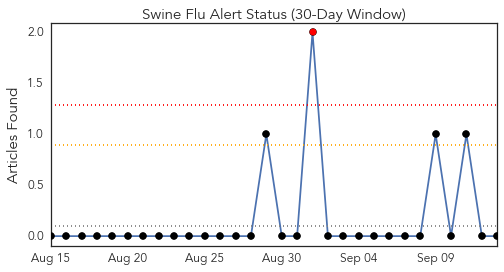 Swine Flu Alert Status (30-Day Window)
Articles Found
2.0
1.5
1.0
0.5
0.0
Aug 15 Aug 20 Aug 25 Aug 30 Sep 04 Sep 09